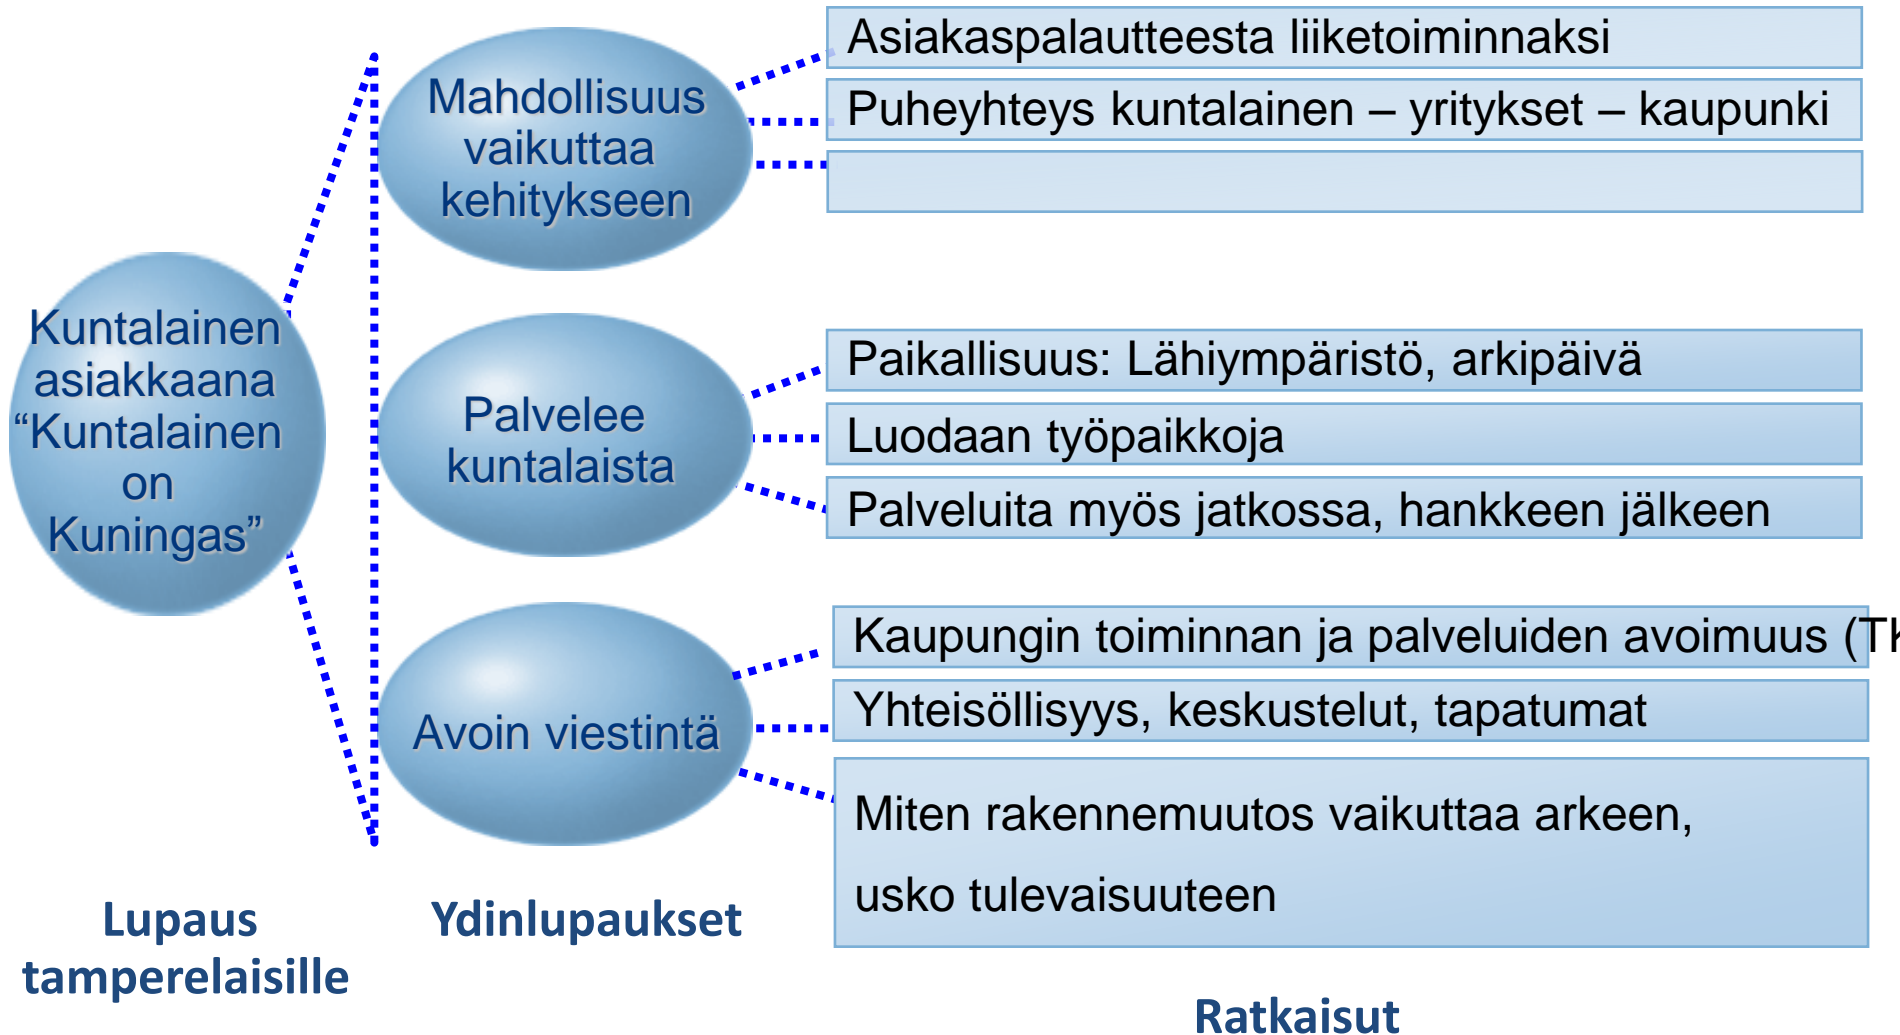 Kuntalainen
asiakkaana
“Kuntalainen
on
Kuningas”
Lupaus
tamperelaisille
Mahdollisuus
vaikuttaa
kehitykseen
Palvelee
kuntalaista
Avoin viestintä
Ydinlupaukset
Asiakaspalautteesta liiketoiminnaksi
Puheyhteys kuntalainen – yritykset – kaupunki
Paikallisuus: Lähiympäristö, arkipäivä
Luodaan työpaikkoja
Palveluita myös jatkossa, hankkeen jälkeen
Kaupungin toiminnan ja palveluiden avoimuus
Yhteisöllisyys, keskustelut, tapatumat
Miten rakennemuutos vaikuttaa arkeen,
usko tulevaisuuteen
Ratkaisut